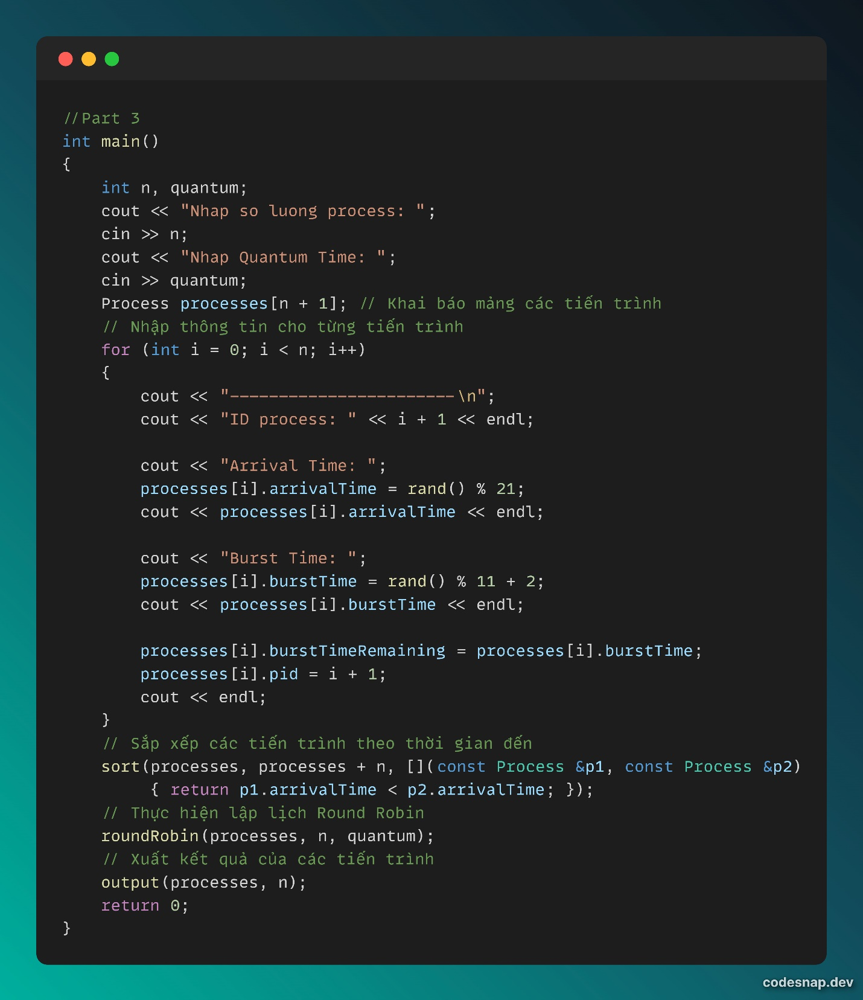 //Part 3
int main()
{
    int n, quantum;
    cout << "Nhap so luong process: ";
    cin >> n;
    cout << "Nhap Quantum Time: ";
    cin >> quantum;
    Process processes[n + 1]; // Khai báo mảng các tiến trình
    // Nhập thông tin cho từng tiến trình
    for (int i = 0; i < n; i++)
    {
        cout << "-----------------------\n";
        cout << "ID process: " << i + 1 << endl;

        cout << "Arrival Time: ";
        processes[i].arrivalTime = rand() % 21;
        cout << processes[i].arrivalTime << endl;

        cout << "Burst Time: ";
        processes[i].burstTime = rand() % 11 + 2;
        cout << processes[i].burstTime << endl;

        processes[i].burstTimeRemaining = processes[i].burstTime;
        processes[i].pid = i + 1;
        cout << endl;
    }
    // Sắp xếp các tiến trình theo thời gian đến
    sort(processes, processes + n, [](const Process &p1, const Process &p2)
         { return p1.arrivalTime < p2.arrivalTime; });
    // Thực hiện lập lịch Round Robin
    roundRobin(processes, n, quantum);
    // Xuất kết quả của các tiến trình
    output(processes, n);
    return 0;
}
codesnap.dev